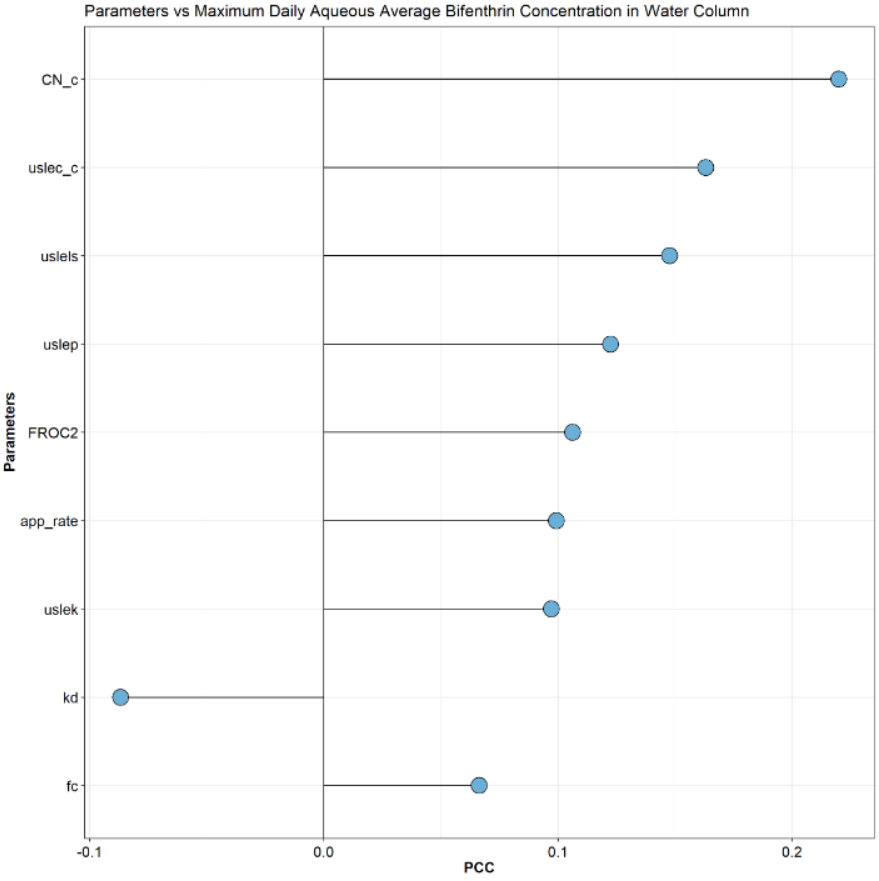 Parameters vs Maximum Daily Aqueous Average Bifenthrin Concentration in Water Column
Parameters
CN_c
uslec_c
uslels
uslep
FROC2
app_rate
uslek
kd
fc
-0.1 0.0 0.1 0.2
PCC